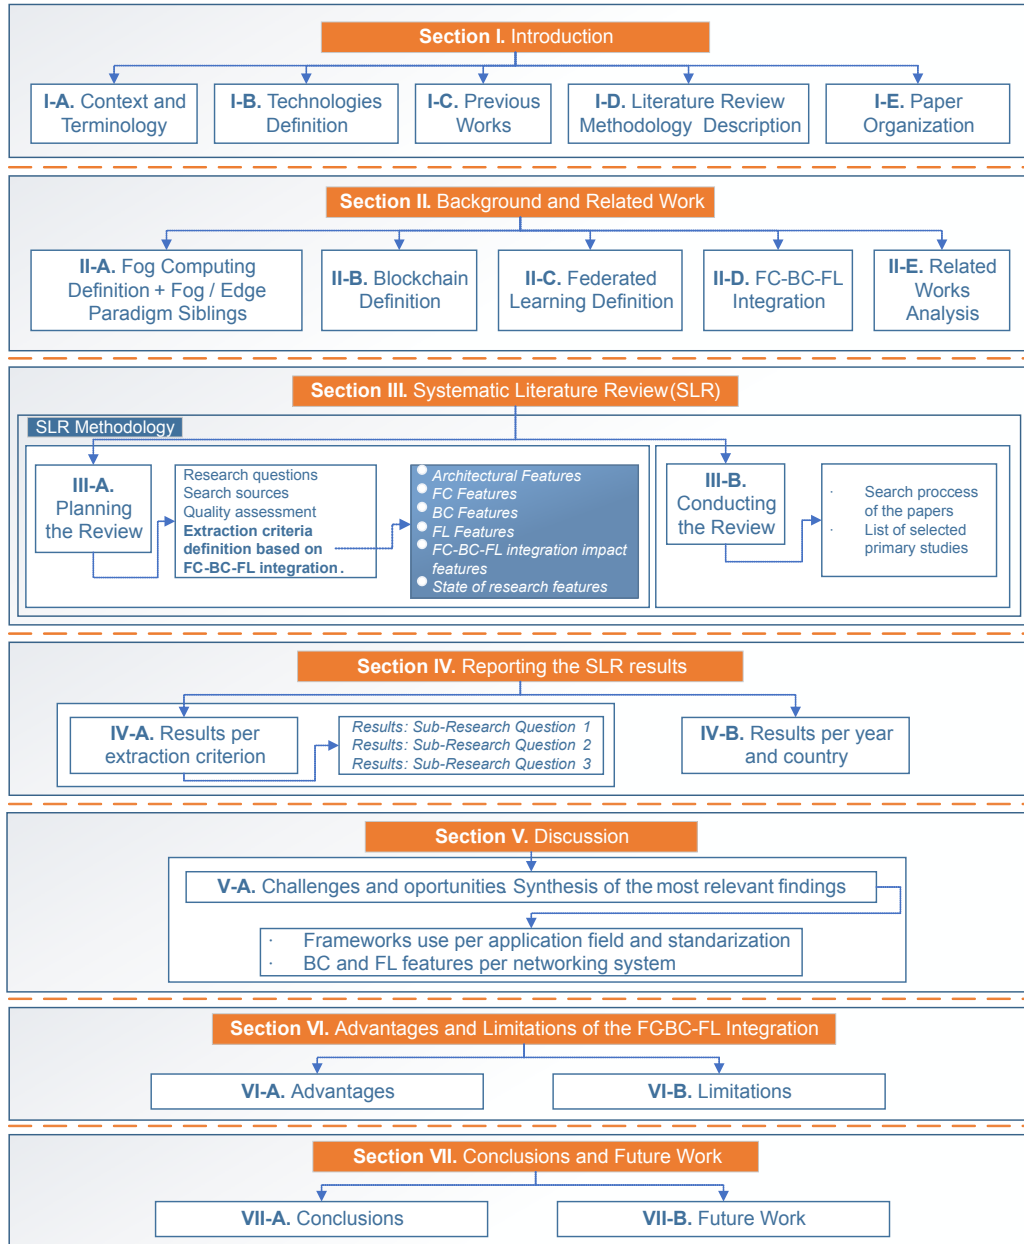 Section I. Introduction
I-A. Context and
Terminology
I-B. Technologies
Definition
I-C. Previous
Works
I-D. Literature Review
Methodology Description
I-E. Paper
Organization
Section II. Background and Related Work
II-A. Fog Computing
Definition + Fog / Edge
Paradigm Siblings
II-B. Blockchain
Definition
II-C. Federated
Learning Definition
II-D. FC-BC-FL
Integration
II-E. Related
Works
Analysis
Section III. Systematic Literature Review (SLR)
SLR Methodology
III-A.
Planning
the Review
Research questions
Search sources
Quality assessment
Extraction criteria
definition based on
FC-BC-FL integration.
Architectural Features
FC Features
BC Features
FL Features
FC-BC-FL integration impact
features
State of research features
III-B.
Conducting
the Review
· Search proccess
of the papers
· List of selected
primary studies
Section IV. Reporting the SLR results
IV-A. Results per
extraction criterion
Results: Sub-Research Question 1
Results: Sub-Research Question 2
Results: Sub-Research Question 3
IV-B. Results per year
and country
Section V. Discussion
V-A. Challenges and oportunities. Synthesis of the most relevant findings
· Frameworks use per application field and standarization
· BC and FL features per networking system
Section VI. Advantages and Limitations of the FC-BC-FL Integration
VI-A. Advantages
VI-B. Limitations
Section VII. Conclusions and Future Work
VII-A. Conclusions
VII-B. Future Work